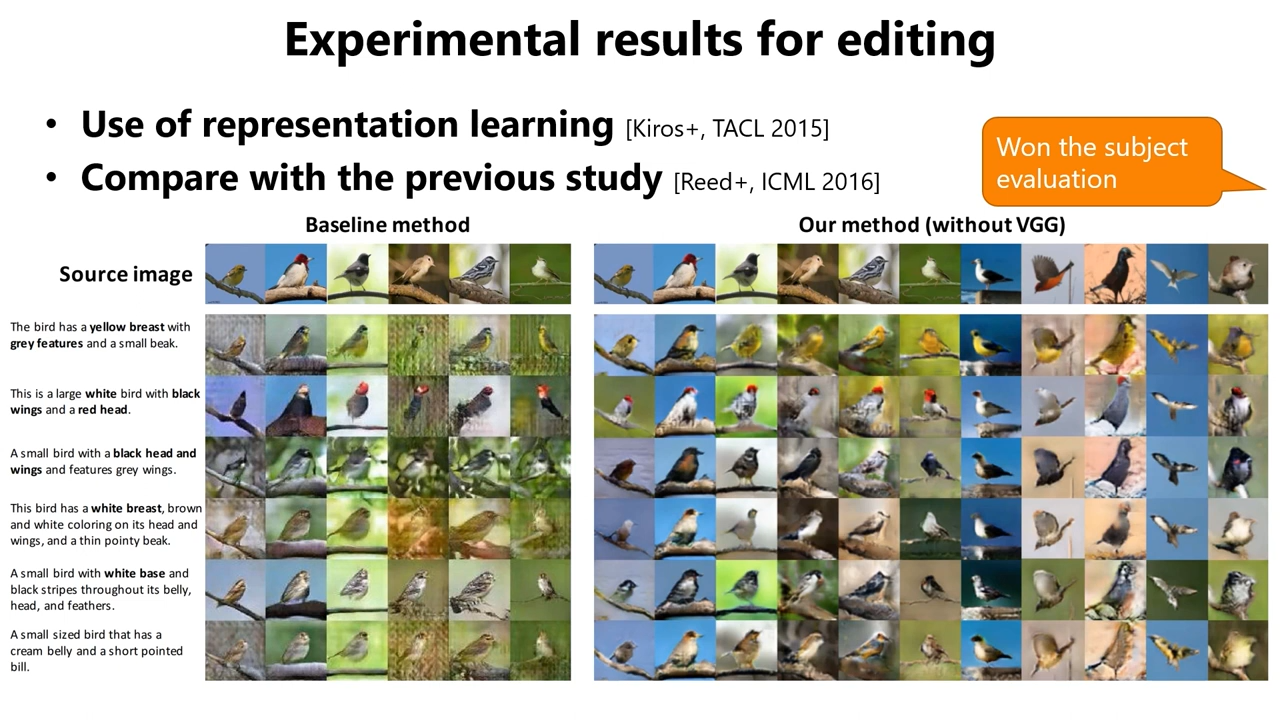 Experimental results for editing
• Use of representation learning [Kiros+, TACL 2015]
• Compare with the previous study [Reed+, ICML 2016]
Won the subject
evaluation
Baseline method
Our method (without VGG)
Source image
The bird has a yellow breast with
grey features and a small beak.
This is a large white bird with black
wings and a red head.
A small bird with a black head and
wings and features grey wings.
This bird has a white breast, brown
and white coloring on its head and
wings, and a thin pointy beak.
A small bird with white base and
black stripes throughout its belly,
head, and feathers.
A small sized bird that has a
cream belly and a short pointed
bill.